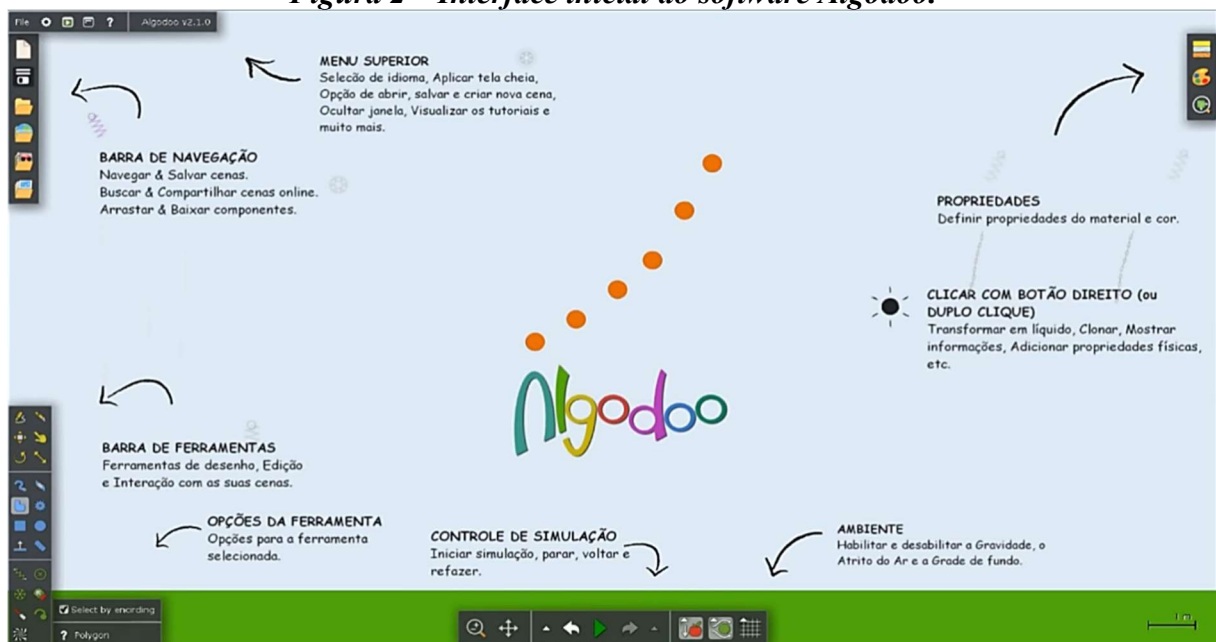 Figura 2 – Interface inicial do software Algodoo.
File ? Algodoo v2.1.0
MENU SUPERIOR
Selecão de idioma, Aplicar tela cheia,
Opção de abrir, salvar e criar nova cena,
Ocultar janela, Visualizar os tutoriais e
muito mais.
BARRA DE NAVEGAÇÃO
Navegar & Salvar cenas.
Buscar & Compartilhar cenas online.
Arrastar & Baixar componentes.
PROPRIEDADES
Definir propriedades do material e cor.
CLICAR COM BOTÃO DIREITO (ou
DUPLO CLIQUE)
Transformar em líquido, Clonar, Mostrar
informações, Adicionar propriedades físicas,
etc.
Algodoo
BARRA DE FERRAMENTAS
Ferramentas de desenho, Edição
e Interação com as suas cenas.
OPÇÕES DA FERRAMENTA
Opções para a ferramenta
selecionada.
CONTROLE DE SIMULAÇÃO
Iniciar simulação, parar, voltar e
refazer.
AMBIENTE
Habilitar e desabilitar a Gravidade, o
Atrito do Ar e a Grade de fundo.
Select by encircling
? Polygon
1 m